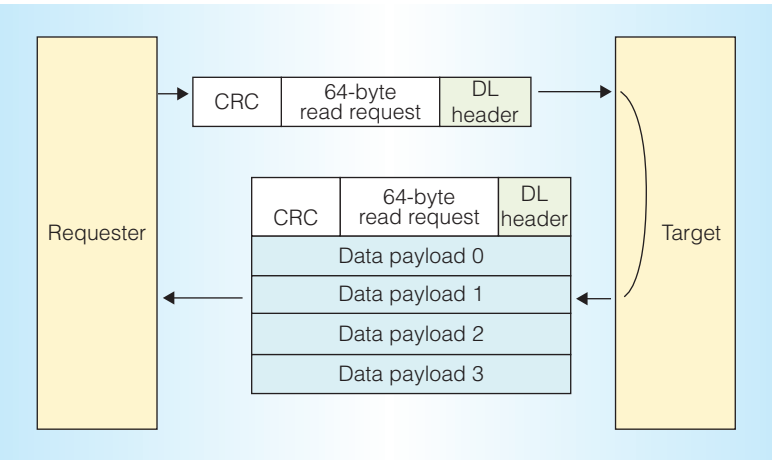 CRC
64-byte
read request
DL
header
Requester
CRC
64-byte
read request
DL
header
Data payload 0
Data payload 1
Data payload 2
Data payload 3
Target